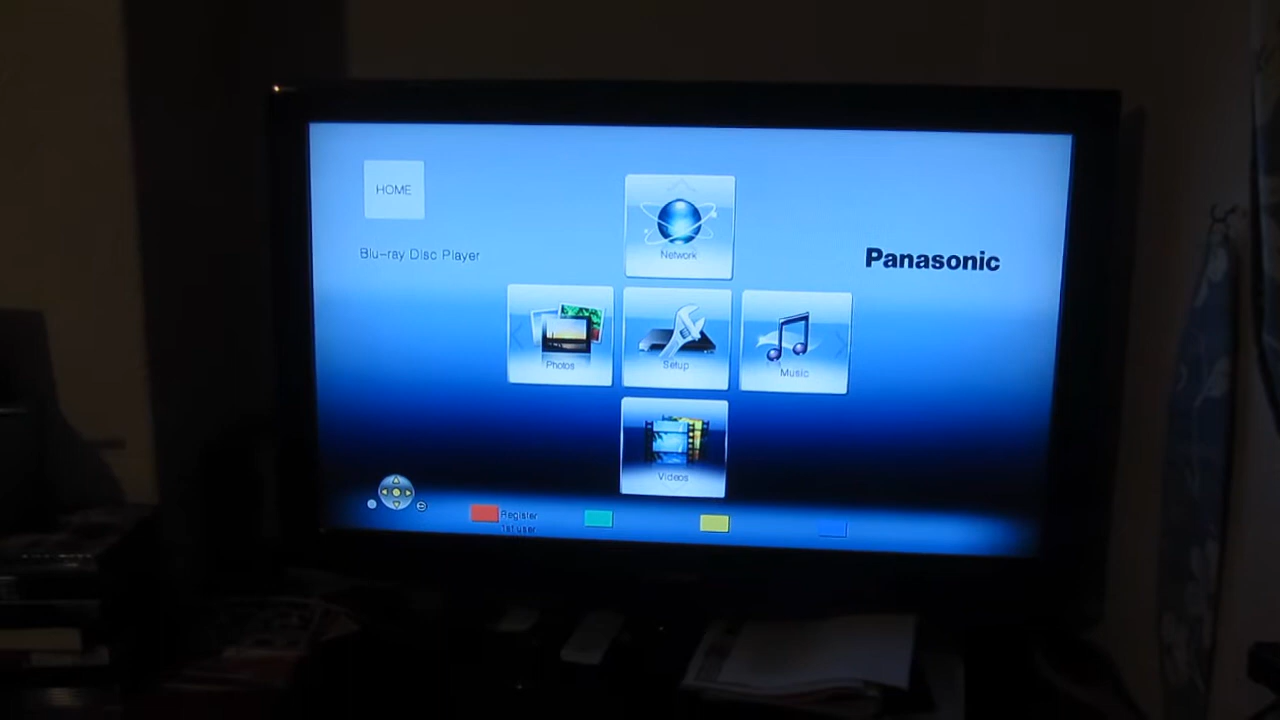 HOME
Network
Blu-ray Disc Player
Panasonic
Photos
Setup
Music
Videos
Register
1st user